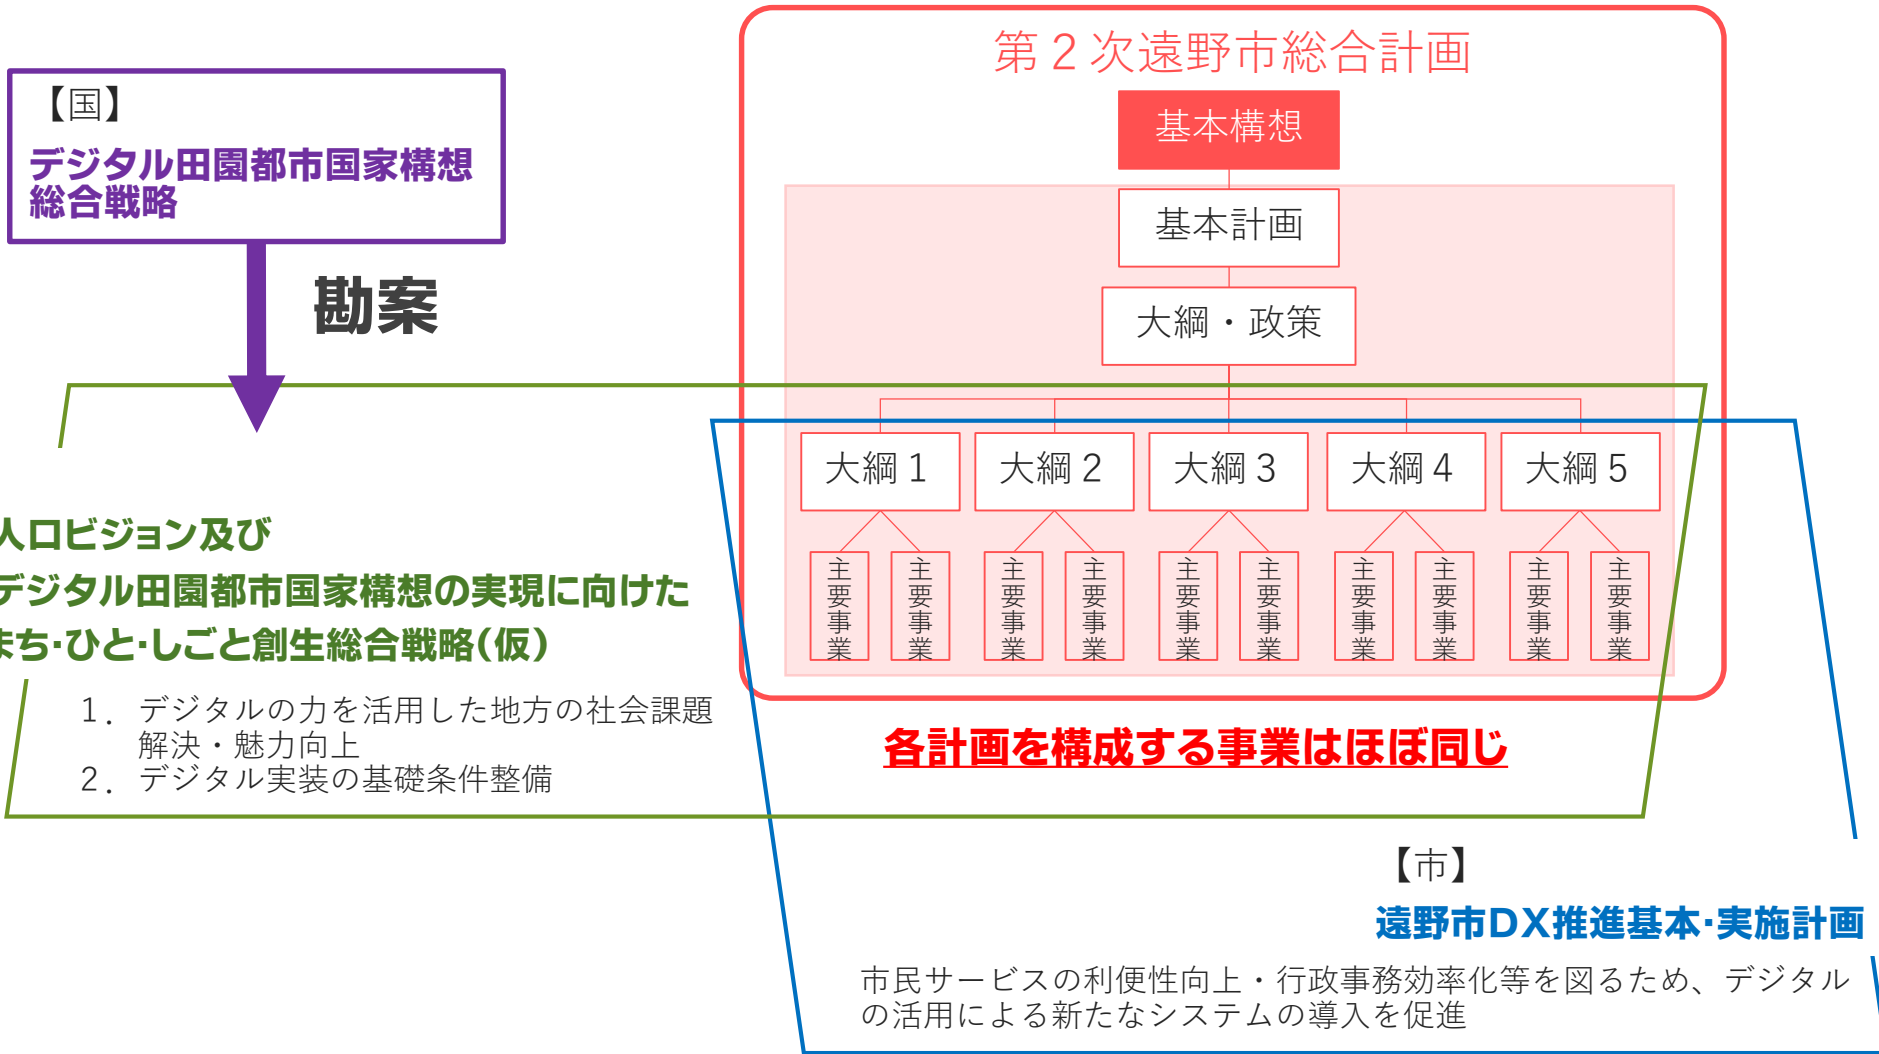 【国】
デジタル田園都市国家構想
総合戦略
勘案
第２次遠野市総合計画
基本構想
基本計画
大綱・政策
大綱１
大綱２
大綱３
大綱４
大綱５
主要事業
主要事業
主要事業
主要事業
主要事業
主要事業
主要事業
主要事業
主要事業
主要事業
人口ビジョン及び
デジタル田園都市国家構想の実現に向けた
まち・ひと・しごと創生総合戦略(仮)
１．デジタルの力を活用した地方の社会課題
解決・魅力向上
２．デジタル実装の基礎条件整備
各計画を構成する事業はほぼ同じ
【市】
遠野市DX推進基本・実施計画
市民サービスの利便性向上・行政事務効率化等を図るため、デジタル
の活用による新たなシステムの導入を促進